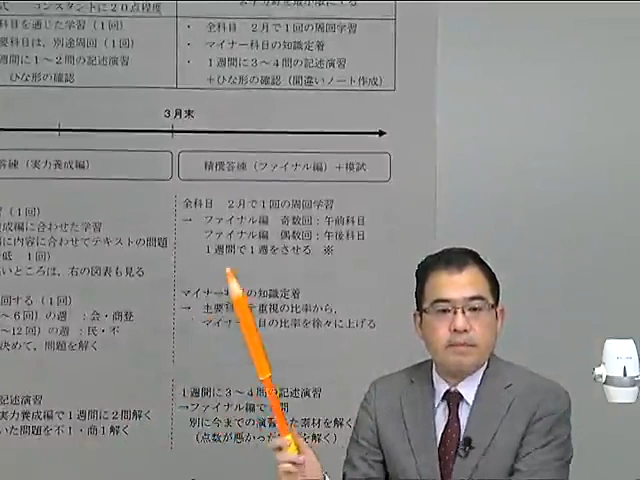 式　コンスタントに２０点程度
科目を通じた学習（１回）
要科目は、別途周回（１回）
週間に１～２問の記述演習
ひな形の確認
・　全科目　２月で１回の周回学習
・　マイナー科目の知識定着
・　１週間に３～４問の記述演習
＋ひな形の確認（間違いノート作成）
３月末
答練（実力養成編）
精撰答練（ファイナル編）＋模試
（１回）
成編に合わせた学習
に内容に合わせてテキストの問題
低　１回）
いところは、右の図表も見る
回する（１回）
～６回）の週　：会・商登
～１２回）の週　：民・不
決めて、問題を解く
記述演習
実力養成編で１週間に２問解く
いた問題を不１・商１解く
全科目　２月で１回の周回学習
→　ファイナル編　奇数回：午前科目
ファイナル編　偶数回：午後科目
１週間で１週をさせる　※
マイナー
の知識定着
→　主要科
重視の比率から、
マイナ
目の比率を徐々に上げる
１週間に３～４
の記述演習
→ファイナル編で
問
別に今までの演習
た素材を解く
（点数が悪かった
を解く）